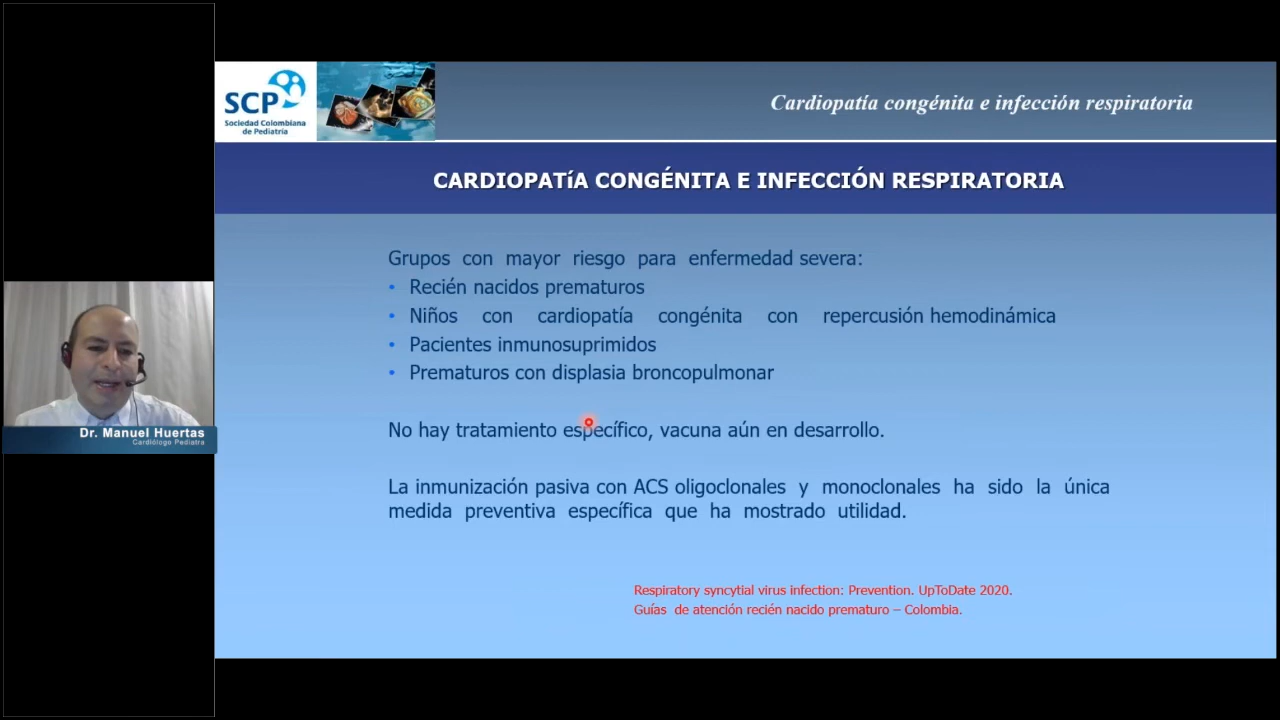 SCP
Sociedad Colombiana
de Pediatría
Cardiopatía congénita e infección respiratoria
CARDIOPATíA CONGÉNITA E INFECCIÓN RESPIRATORIA
Grupos con mayor riesgo para enfermedad severa:
• Recién nacidos prematuros
• Niños con cardiopatía congénita con repercusión hemodinámica
• Pacientes inmunosuprimidos
• Prematuros con displasia broncopulmonar
No hay tratamiento específico, vacuna aún en desarrollo.
La inmunización pasiva con ACS oligoclonales y monoclonales ha sido la única
medida preventiva específica que ha mostrado utilidad.
Respiratory syncytial virus infection: Prevention. UpToDate 2020.
Guías de atención recién nacido prematuro – Colombia.
Dr. Manuel Huertas
Cardiólogo Pediatra